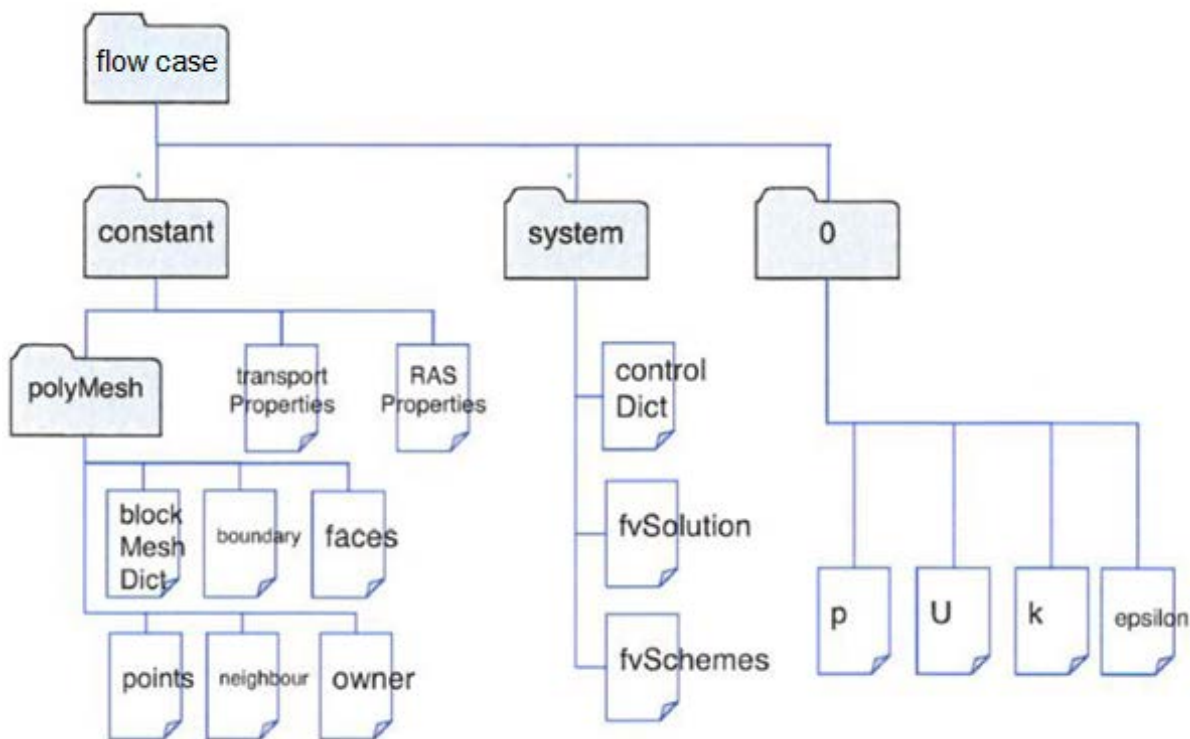 flow case
constant
system
0
polyMesh
transport
Properties
RAS
Properties
control
Dict
block
Mesh
Dict
boundary
faces
fvSolution
p
U
k
epsilon
points
neighbour
owner
fvSchemes